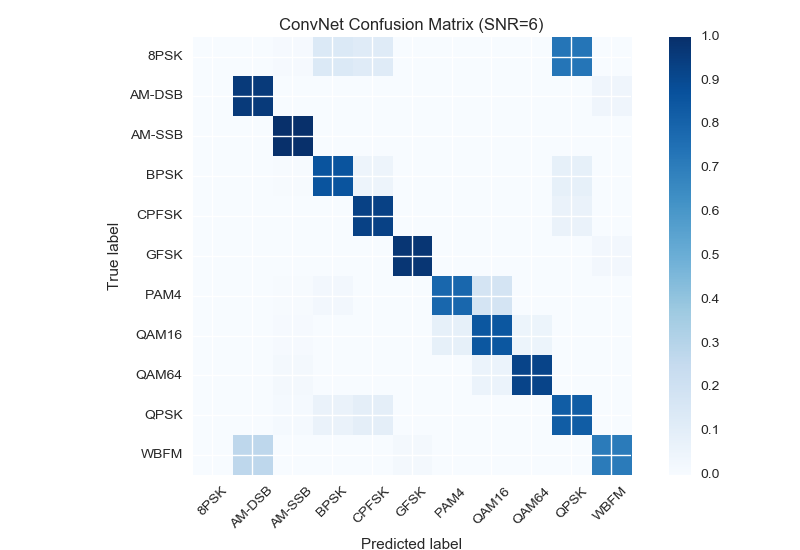 ConvNet Confusion Matrix (SNR=6)
True label
8PSK
AM-DSB
AM-SSB
BPSK
CPFSK
GFSK
PAM4
QAM16
QAM64
QPSK
WBFM
8PSK
AM-DSB
AM-SSB
BPSK
CPFSK
GFSK
PAM4
QAM16
QAM64
QPSK
WBFM
Predicted label
1.0
0.9
0.8
0.7
0.6
0.5
0.4
0.3
0.2
0.1
0.0